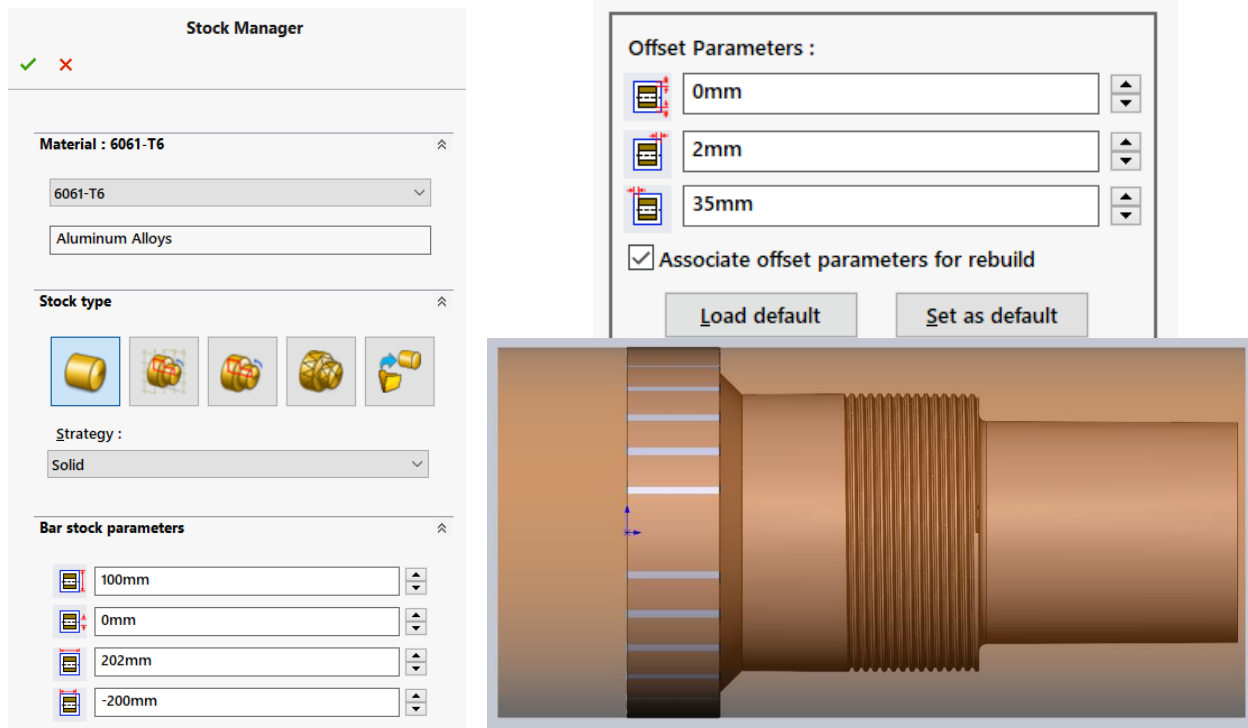 Stock Manager
Material : 6061-T6
6061-T6
Aluminum Alloys
Stock type
Strategy :
Solid
Bar stock parameters
100mm
0mm
202mm
-200mm
Offset Parameters :
0mm
2mm
35mm
Associate offset parameters for rebuild
Load default
Set as default